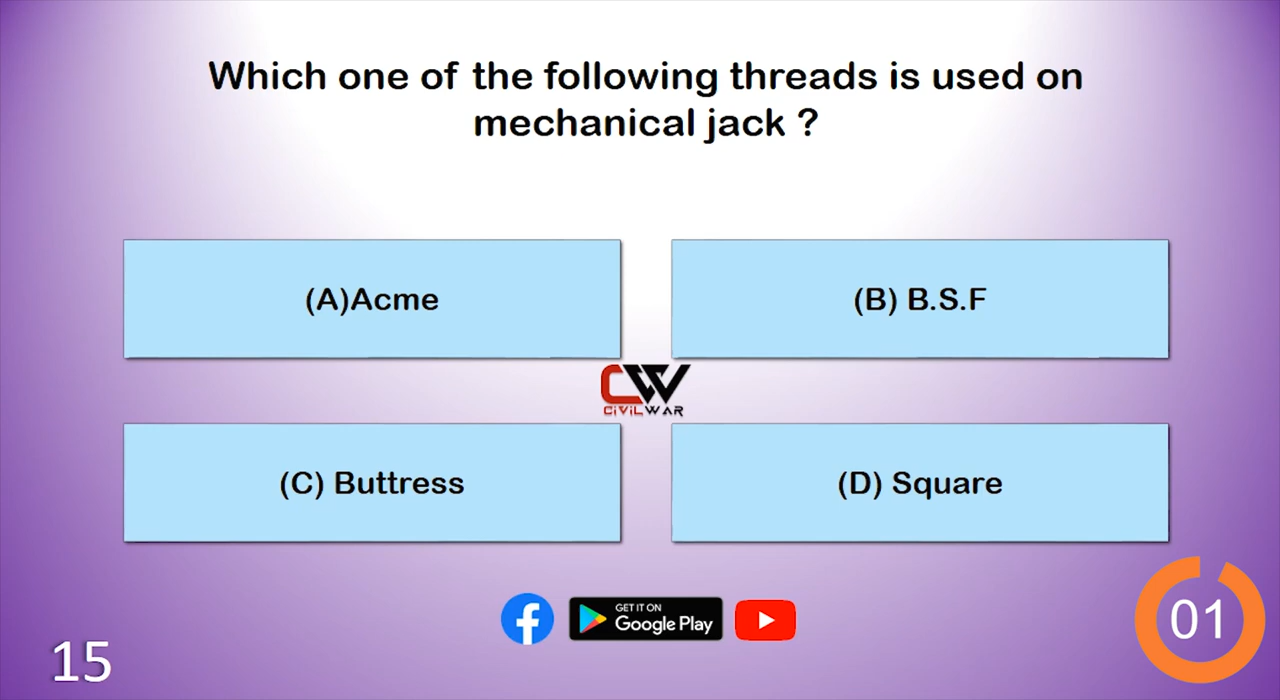 Which one of the following threads is used on
mechanical jack ?
(A)Acme
(B) B.S.F
CW
CIVILWAR
(C) Buttress
(D) Square
GET IT ON
Google Play
15
01